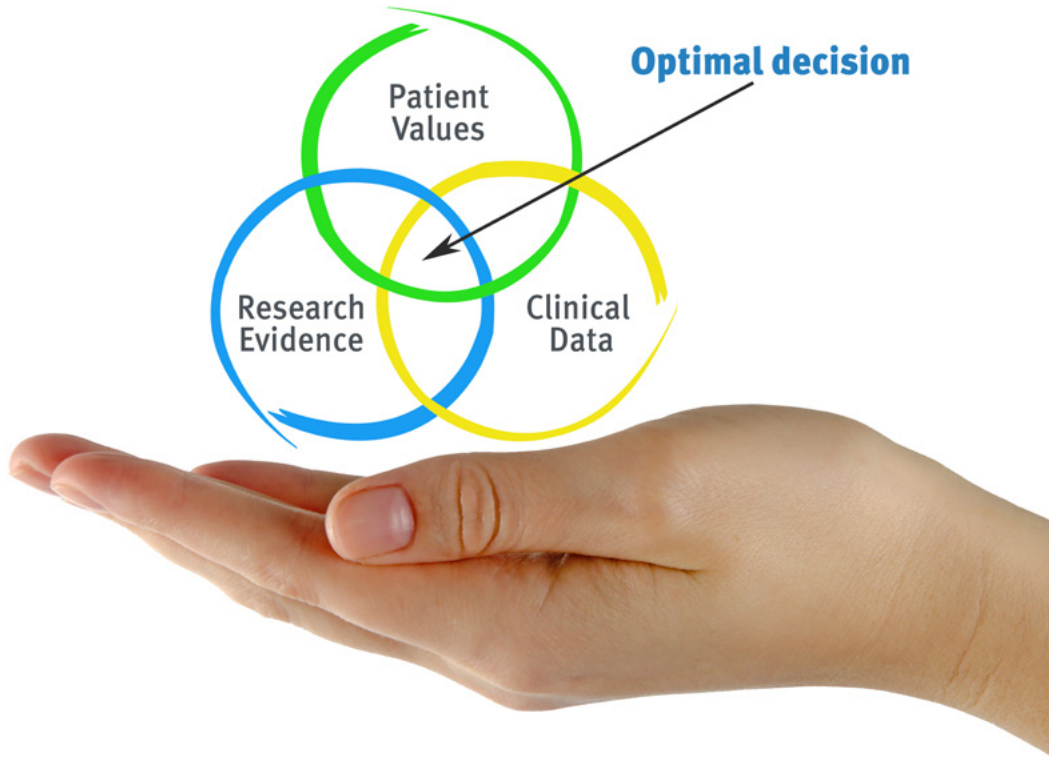 Optimal decision
Patient
Values
Research
Evidence
Clinical
Data